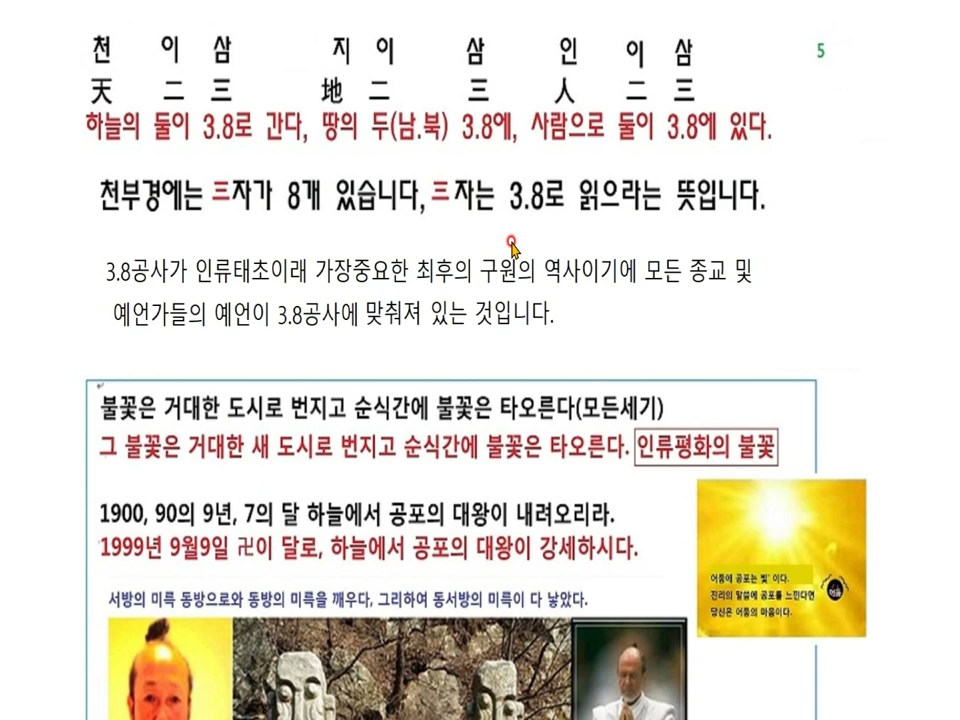 천 이 삼 지 이 삼 인 이 삼 5
天 二 三 地 二 三 人 二 三
하늘의 둘이 3.8로 간다, 땅의 두(남.북) 3.8에, 사람으로 둘이 3.8에 있다.
천부경에는 三자가 8개 있습니다, 三 자는 3.8로 읽으라는 뜻입니다.
3.8공사가 인류태초이래 가장중요한 최후의 구원의 역사이기에 모든 종교 및
예언가들의 예언이 3.8공사에 맞춰져 있는 것입니다.
불꽃은 거대한 도시로 번지고 순식간에 불꽃은 타오른다(모든세기)
그 불꽃은 거대한 새 도시로 번지고 순식간에 불꽃은 타오른다. 인류평화의 불꽃
1900, 90의 9년, 7의 달 하늘에서 공포의 대왕이 내려오리라.
1999년 9월9일 卍이 달로, 하늘에서 공포의 대왕이 강세하시다.
어둠에 공포는 빛' 이다.
진리의 말씀에 공포를 느낀다면
당신은 어둠의 마음이다.
서방의 미륵 동방으로와 동방의 미륵을 깨우다, 그리하여 동서방의 미륵이 다 낳았다.